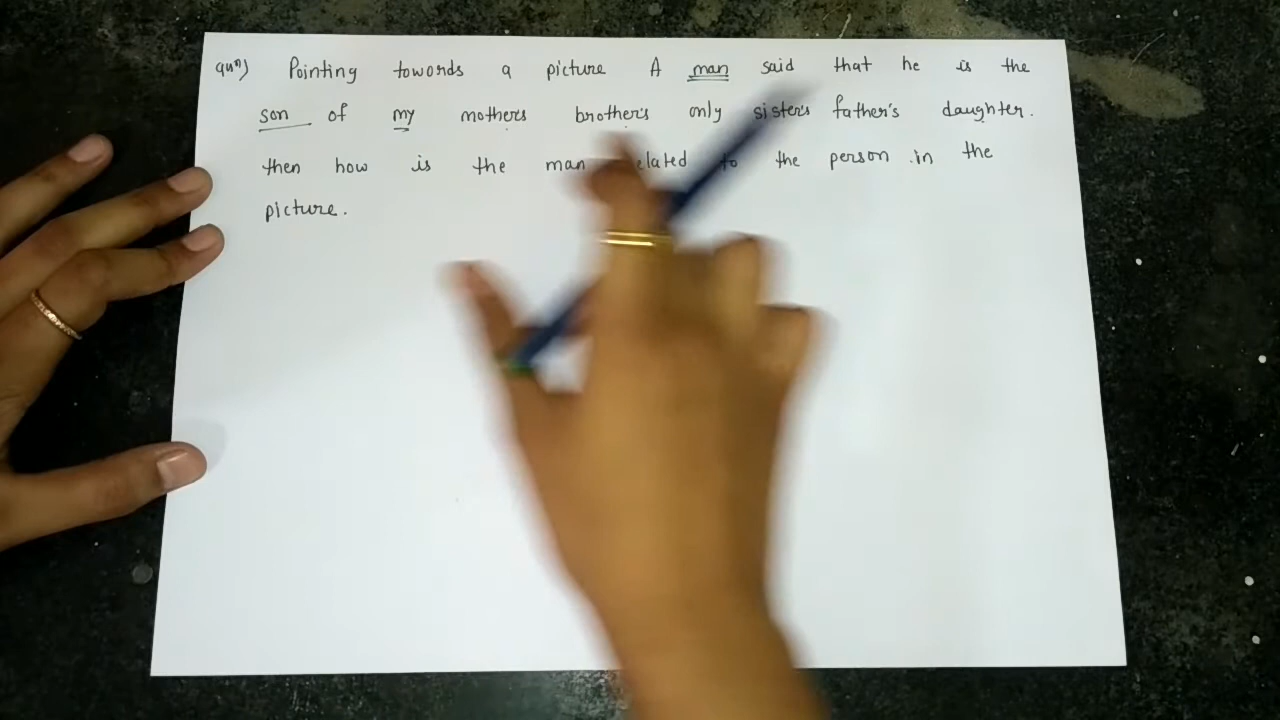 qun) Pointing towords a picture A man said that he is the
son of my mothers brother's only sister's father's daughter.
then how is the man related to the person in the
picture.